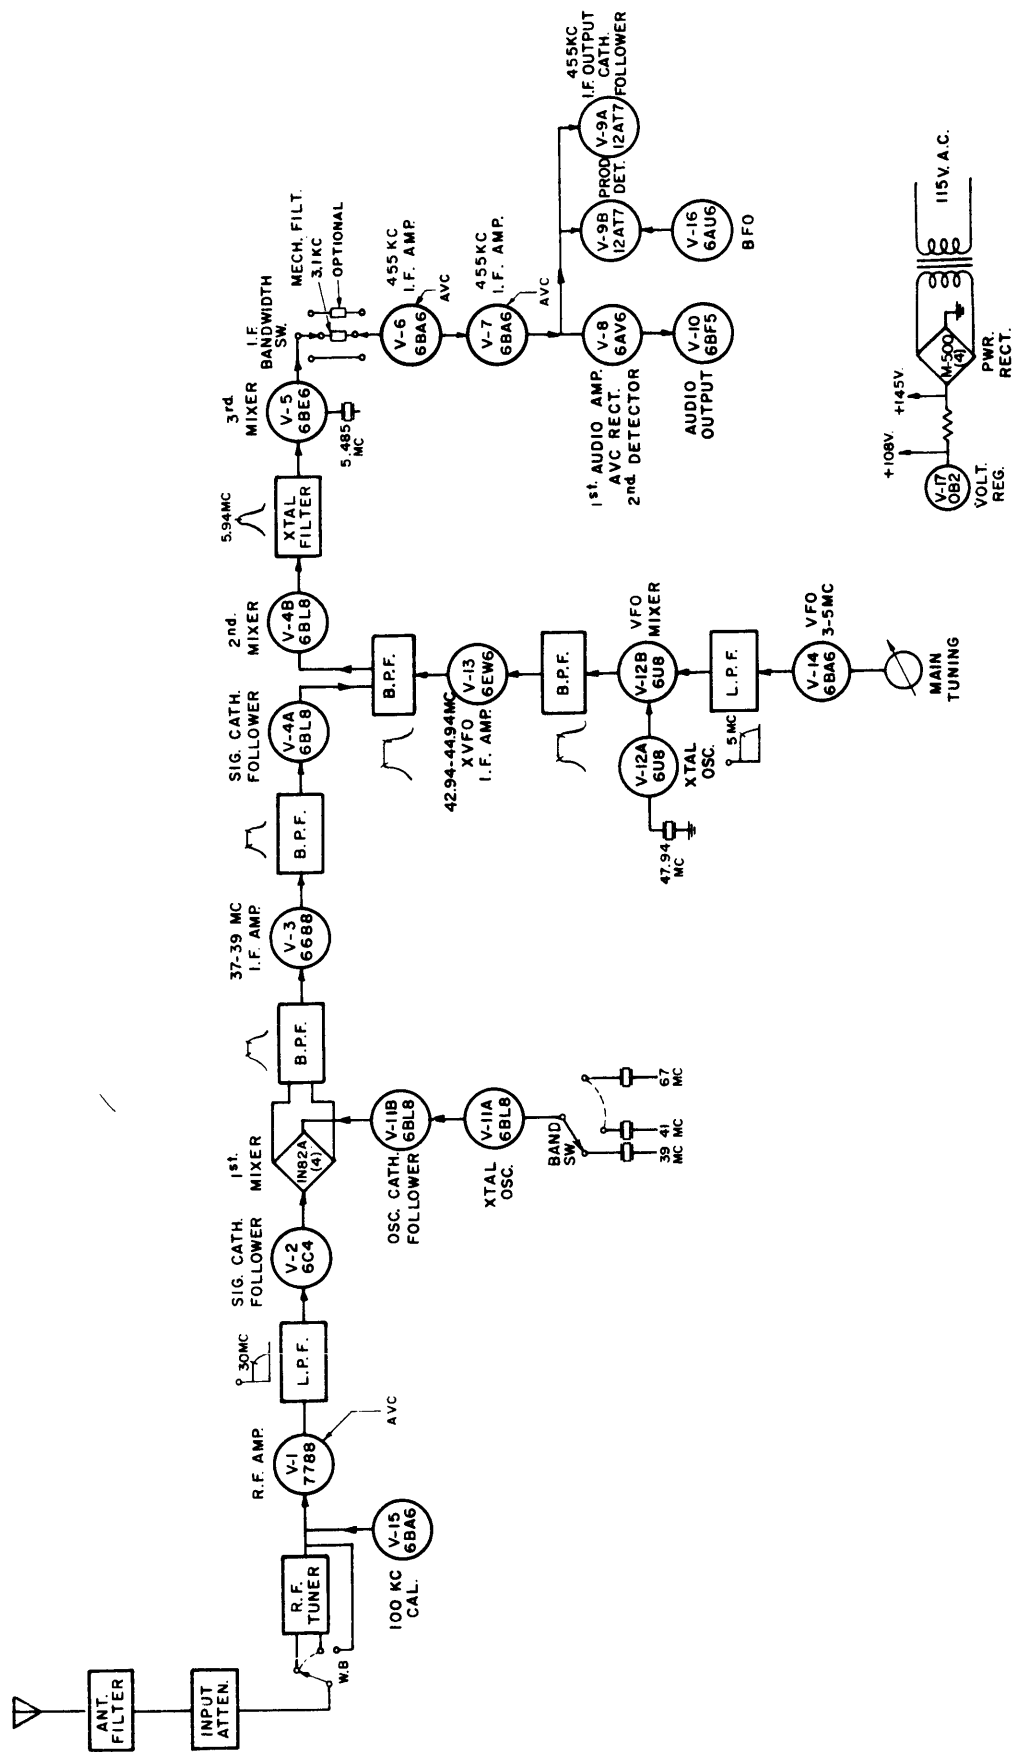 ANT.
FILTER
INPUT
ATTEN.
W.B
R.F.
TUNER
100 KC
CAL.
V-15
6BA6
R.F. AMP.
V-1
7788
AVC
30MC
L.P.F.
SIG. CATH.
FOLLOWER
V-2
6C4
1st.
MIXER
1N82A
(4)
OSC. CATH.
FOLLOWER
V-11B
6BL8
XTAL
OSC.
V-11A
6BL8
BAND
SW.
39
MC
41
MC
67
MC
B.P.F.
37-39 MC
I.F. AMP.
V-3
6688
B.P.F.
SIG. CATH.
FOLLOWER
V-4A
6BL8
2nd.
MIXER
V-4B
6BL8
B.P.F.
42.94-44.94MC
XVFO
I.F. AMP.
V-13
6EW6
B.P.F.
VFO
MIXER
V-12B
6U8
V-12A
6U8
XTAL
OSC.
47.94
MC
5MC
L.P.F.
VFO
3-5MC
V-14
6BA6
MAIN
TUNING
5.94MC
XTAL
FILTER
3rd
MIXER
V-5
6BE6
5.485
MC
I.F.
BANDWIDTH
SW.
MECH. FILT.
3.1KC
OPTIONAL
455 KC
I.F. AMP.
V-6
6BA6
AVC
455KC
I.F. AMP.
V-7
6BA6
AVC
1st. AUDIO AMP.
AVC RECT.
2nd DETECTOR
V-8
6AV6
AUDIO
OUTPUT
V-10
6BF5
PROD
DET.
V-9B
12AT7
V-16
6AU6
BFO
455KC
I.F. OUTPUT
CATH.
FOLLOWER
V-9A
12AT7
+108V.
+145V.
V-17
OB2
VOLT.
REG.
M-500
(4)
PWR.
RECT.
115V. A.C.